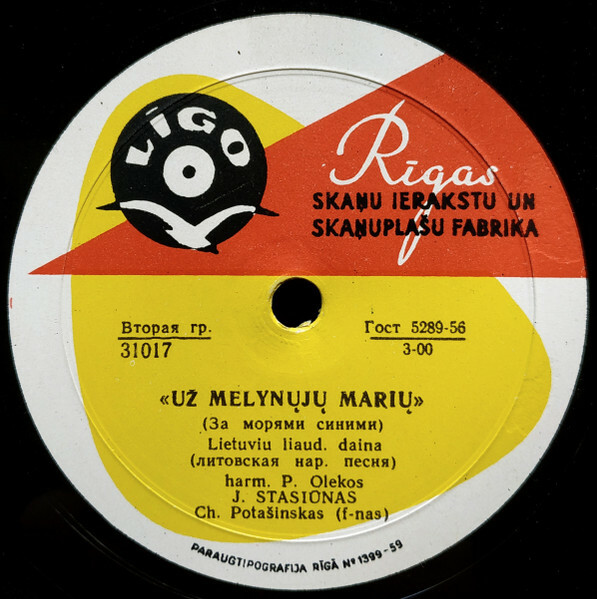 LĪGO
Rīgas
SKAŅU IERAKSTU UN
SKAŅUPLAŠU FABRIKA
Вторая гр.
31017
Гост 5289-56
3-00
«UŽ MELYNŲJŲ MARIŲ»
(За морями синими)
Lietuviu liaud. daina
(литовская нар. песня)
harm. P. Olekos
J. STASIŪNAS
Ch. Potašinskas (f-nas)
PARAUGTIPOGRAFIJA RĪGĀ Nº 1399-59